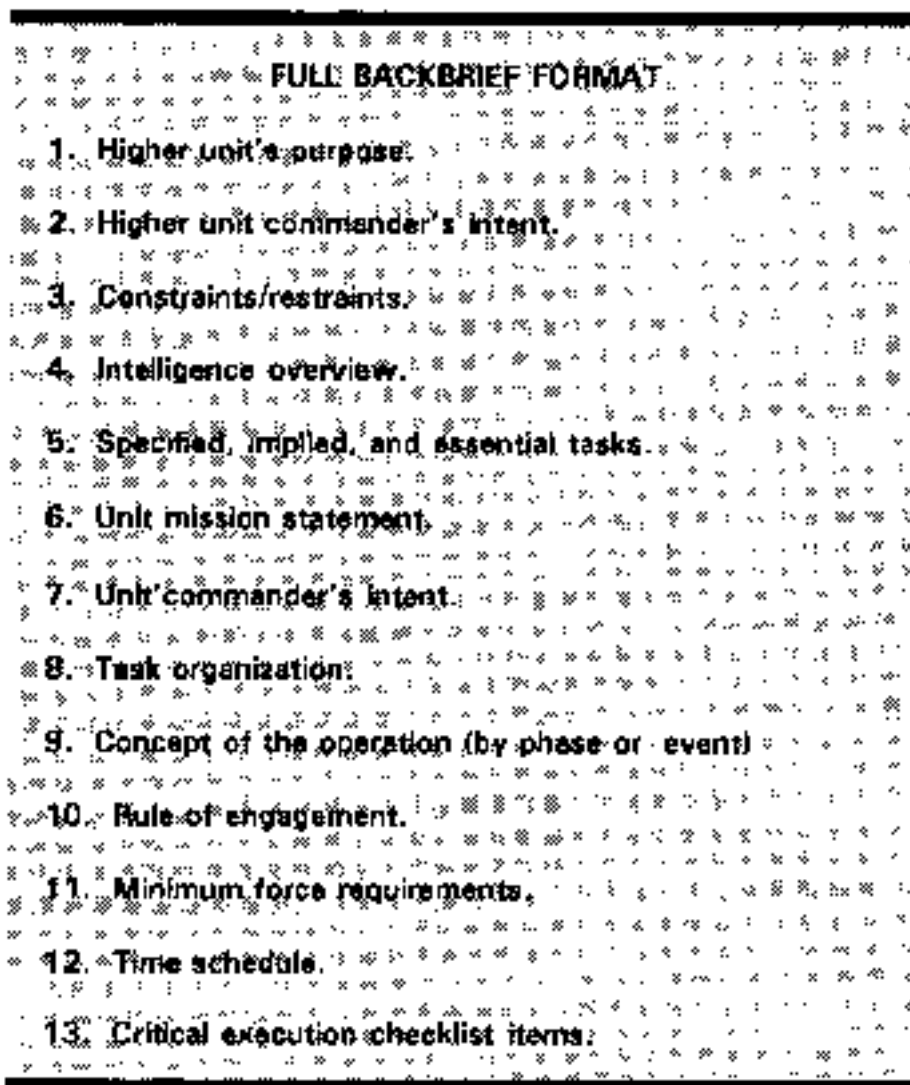 FULL BACKBRIEF FORMAT
1. Higher unit's purpose.
2. Higher unit commander's intent.
3. Constraints/restraints.
4. Intelligence overview.
5. Specified, implied, and essential tasks.
6. Unit mission statement.
7. Unit commander's intent.
8. Task organization.
9. Concept of the operation (by phase or event)
10. Rule of engagement.
11. Minimum force requirements.
12. Time schedule.
13. Critical execution checklist items.